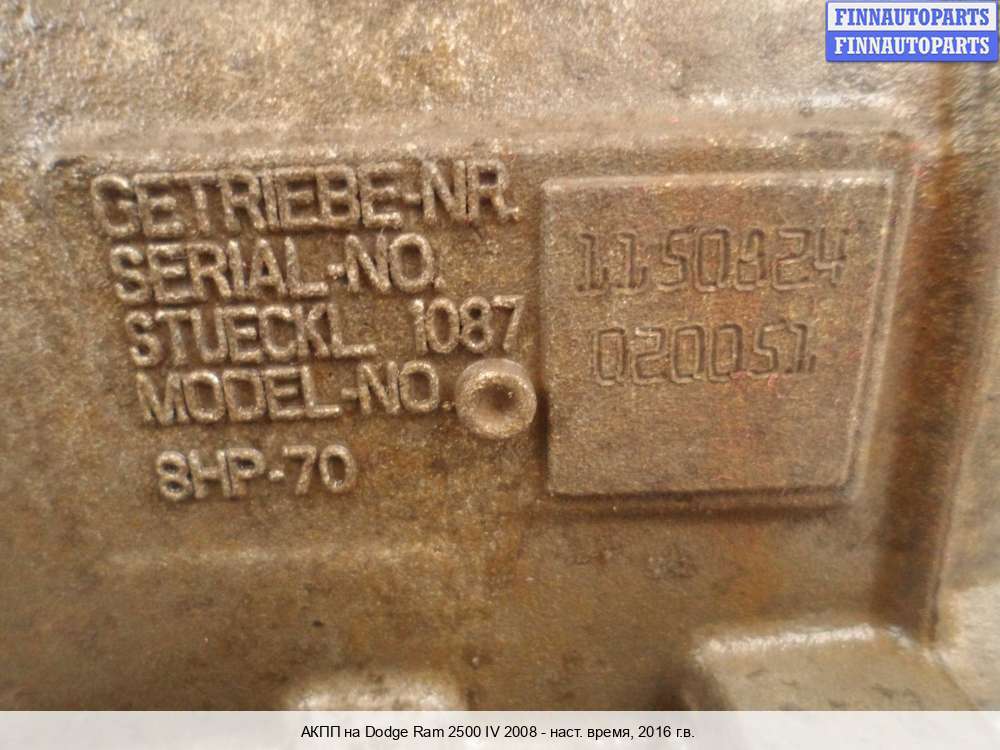 FINNAUTOPARTS
FINNAUTOPARTS
GETRIEBE-NR.
SERIAL-NO.
STUECKL. 1087
MODEL-NO.
8HP-70
1150824
020051
АКПП на Dodge Ram 2500 IV 2008 - наст. время, 2016 г.в.